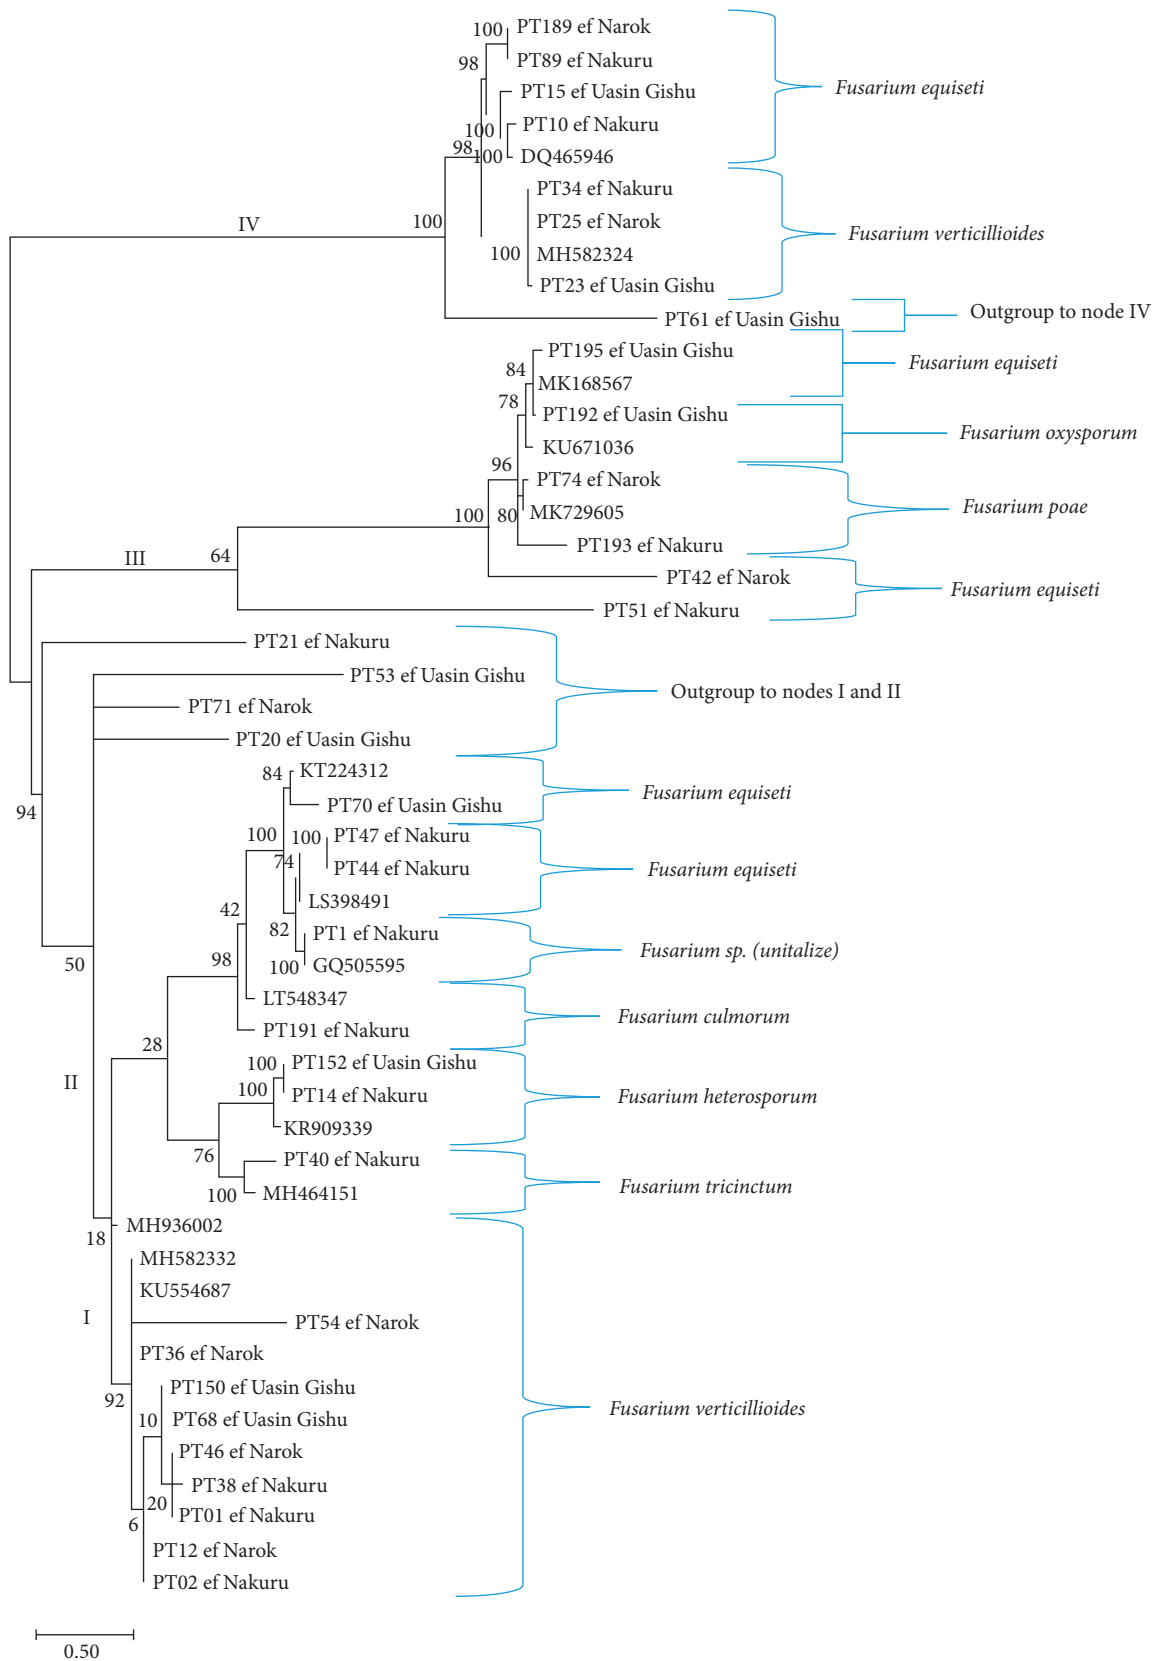 100
PT189 ef Narok
98
PT89 ef Nakuru
PT15 ef Uasin Gishu
Fusarium equiseti
100
PT10 ef Nakuru
98
100
DQ465946
PT34 ef Nakuru
100
PT25 ef Narok
IV
Fusarium verticillioides
100
MH582324
PT23 ef Uasin Gishu
PT61 ef Uasin Gishu
Outgroup to node IV
PT195 ef Uasin Gishu
84
MK168567
Fusarium equiseti
78
PT192 ef Uasin Gishu
KU671036
Fusarium oxysporum
96
PT74 ef Narok
100
80
MK729605
Fusarium poae
PT193 ef Nakuru
III
64
PT42 ef Narok
Fusarium equiseti
PT51 ef Nakuru
PT21 ef Nakuru
PT53 ef Uasin Gishu
Outgroup to nodes I and II
PT71 ef Narok
PT20 ef Uasin Gishu
84
KT224312
94
PT70 ef Uasin Gishu
Fusarium equiseti
100
100
PT47 ef Nakuru
74
PT44 ef Nakuru
Fusarium equiseti
LS398491
42
82
PT1 ef Nakuru
50
98
100
GQ505595
Fusarium sp. (unitalize)
LT548347
Fusarium culmorum
PT191 ef Nakuru
28
100
PT152 ef Uasin Gishu
II
100
PT14 ef Nakuru
Fusarium heterosporum
KR909339
76
PT40 ef Nakuru
100
MH464151
Fusarium tricinctum
18
MH936002
MH582332
KU554687
I
PT54 ef Narok
PT36 ef Narok
92
PT150 ef Uasin Gishu
10
PT68 ef Uasin Gishu
Fusarium verticillioides
PT46 ef Narok
PT38 ef Nakuru
20
PT01 ef Nakuru
6
PT12 ef Narok
PT02 ef Nakuru
0.50